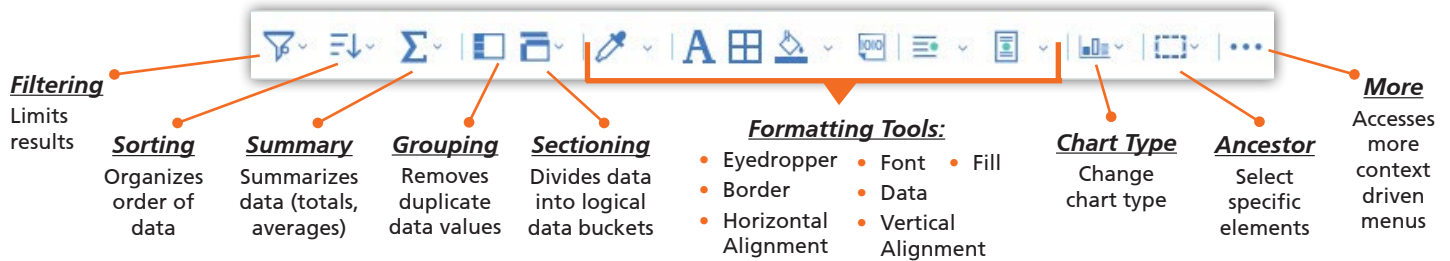 A
1010
Filtering
Limits
results
Sorting
Organizes
order of
data
Summary
Summarizes
data (totals,
averages)
Grouping
Removes
duplicate
data values
Sectioning
Divides data
into logical
data buckets
Formatting Tools:
• Eyedropper
• Border
• Horizontal
Alignment
• Font
• Data
• Vertical
Alignment
• Fill
Chart Type
Change
chart type
Ancestor
Select
specific
elements
More
Accesses
more
context
driven
menus